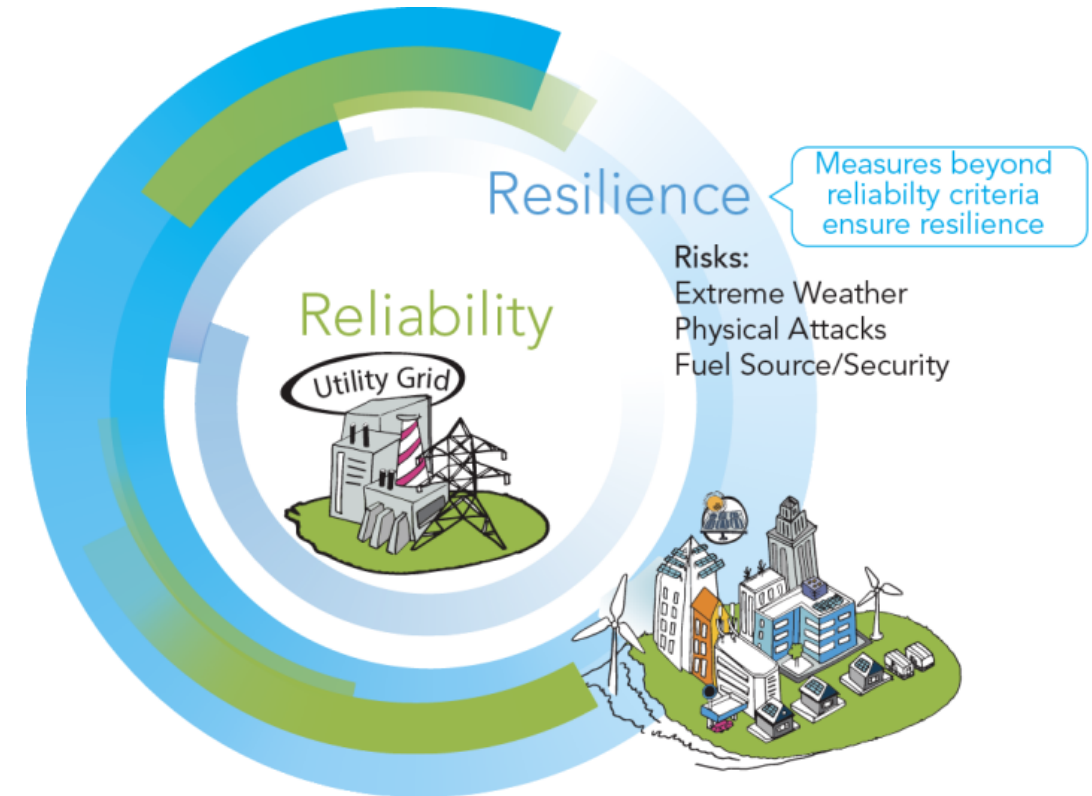 Resilience
Measures beyond
reliabilty criteria
ensure resilience
Risks:
Extreme Weather
Physical Attacks
Fuel Source/Security
Reliability
Utility Grid